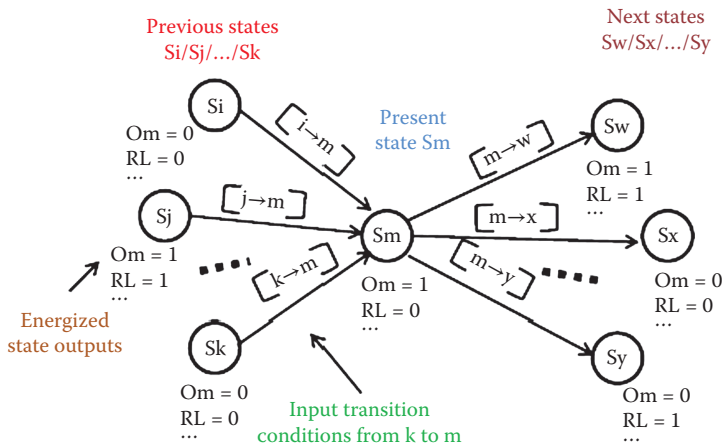 Previous states
Si/Sj/.../Sk
Next states
Sw/Sx/.../Sy
Si
Om = 0
RL = 0
...
[i→m]
Present
state Sm
[m→w]
Sw
Om = 1
RL = 1
...
Sj
Om = 1
RL = 1
...
[j→m]
Sm
Om = 1
RL = 0
...
[m→x]
Sx
Om = 0
RL = 0
...
[k→m]
[m→y]
Energized
state outputs
Sk
Om = 0
RL = 0
...
Input transition
conditions from k to m
Sy
Om = 0
RL = 1
...